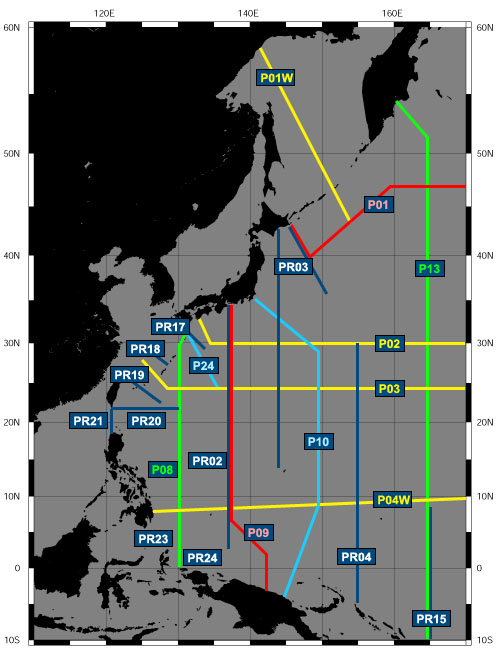 120E 140E 160E
60N 60N
P01W
50N 50N
P01
PR03
P13
40N 40N
PR17
30N P02 30N
PR18
P24
PR19
P03
PR21 PR20 20N
20N
P10
PR02
P08
10N P04W 10N
P09
PR23
PR24 PR04
0 0
PR15
10S 10S